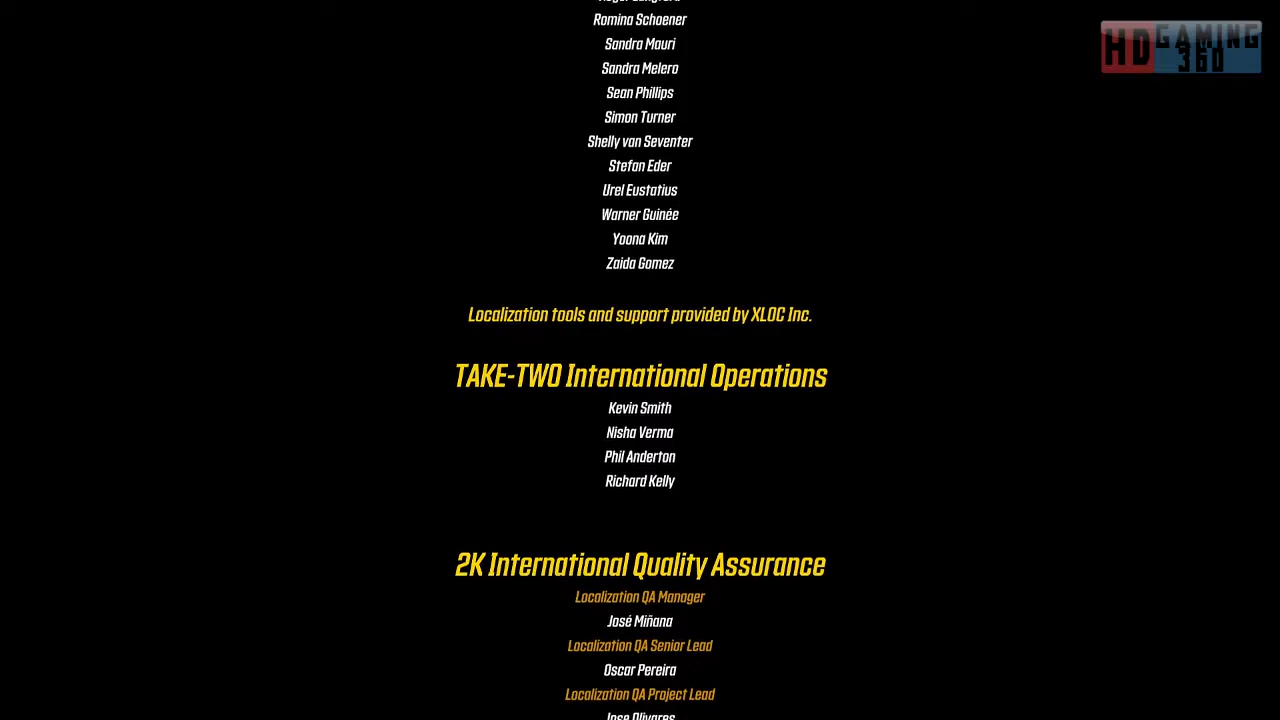 Romina Schoener
Sandra Mauri
Sandra Melero
Sean Phillips
Simon Turner
Shelly van Seventer
Stefan Eder
Urel Eustatius
Warner Guinée
Yoona Kim
Zaida Gomez
Localization tools and support provided by XLOC Inc.
TAKE-TWO International Operations
Kevin Smith
Nisha Verma
Phil Anderton
Richard Kelly
2K International Quality Assurance
Localization QA Manager
José Miñana
Localization QA Senior Lead
Oscar Pereira
Localization QA Project Lead
Jose Olivares
HD GAMING 360